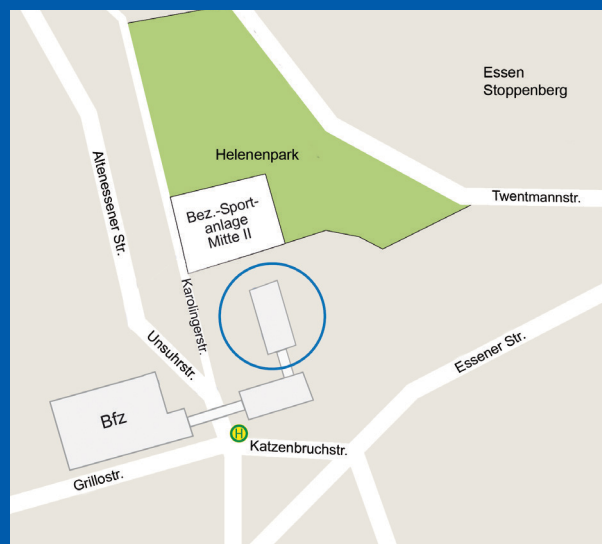 Essen
Stoppenberg
Helenenpark
Twentmannstr.
Altenessener Str.
Bez.-Sport-
anlage
Mitte II
Karolingerstr.
Unsuhrstr.
Essener Str.
Bfz
H
Katzenbruchstr.
Grillostr.